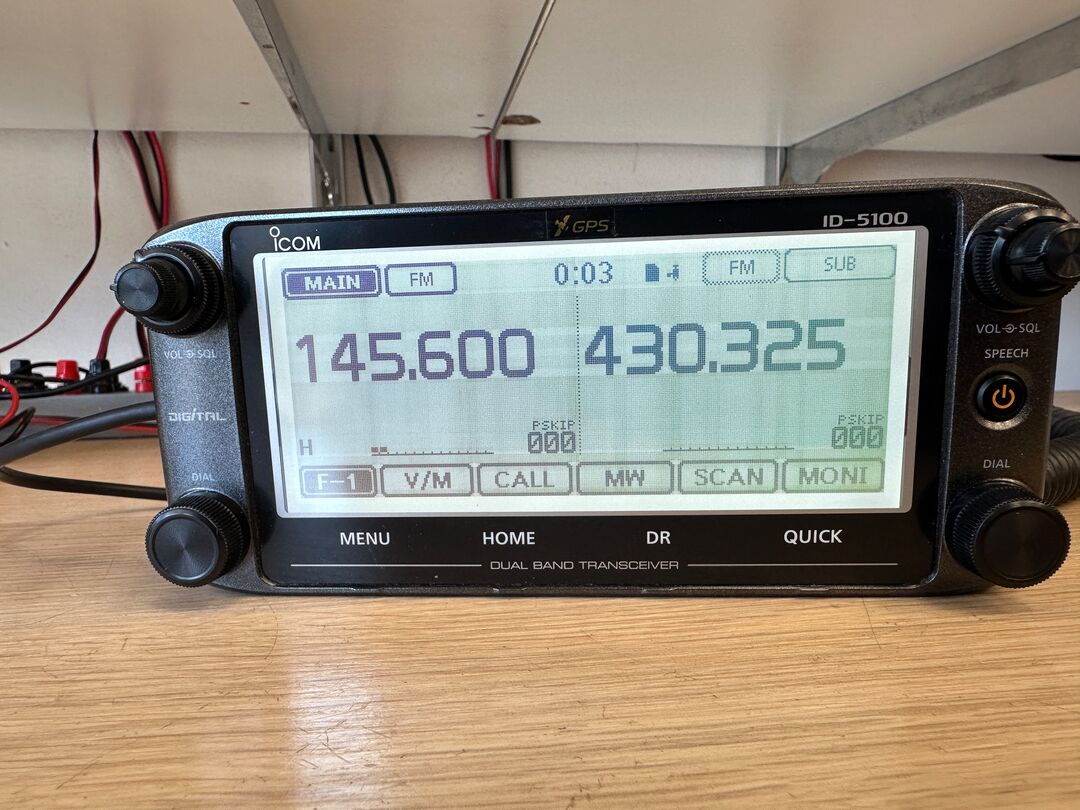 ICOM
GPS
ID-5100
MAIN FM 0:03 FM SUB
145.600 430.325
VOL SQL
VOL SQL
SPEECH
DIGITAL
H
PSKIP
000
PSKIP
000
DIAL
DIAL
F-1 V/M CALL MW SCAN MONI
MENU HOME DR QUICK
DUAL BAND TRANSCEIVER